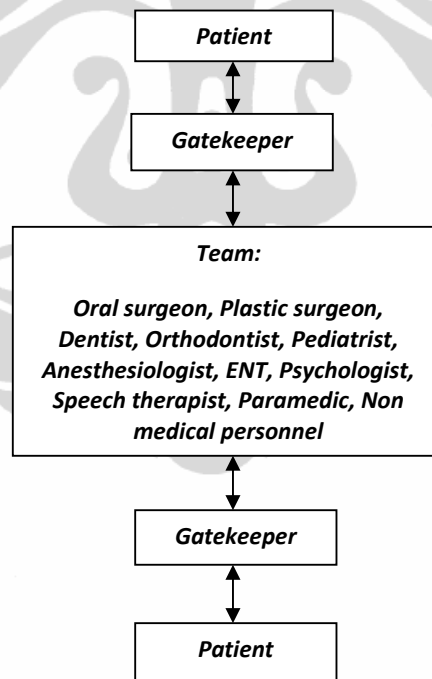 Patient
Gatekeeper
Team:
Oral surgeon, Plastic surgeon,
Dentist, Orthodontist, Pediatrist,
Anesthesiologist, ENT, Psychologist,
Speech therapist, Paramedic, Non
medical personnel
Gatekeeper
Patient